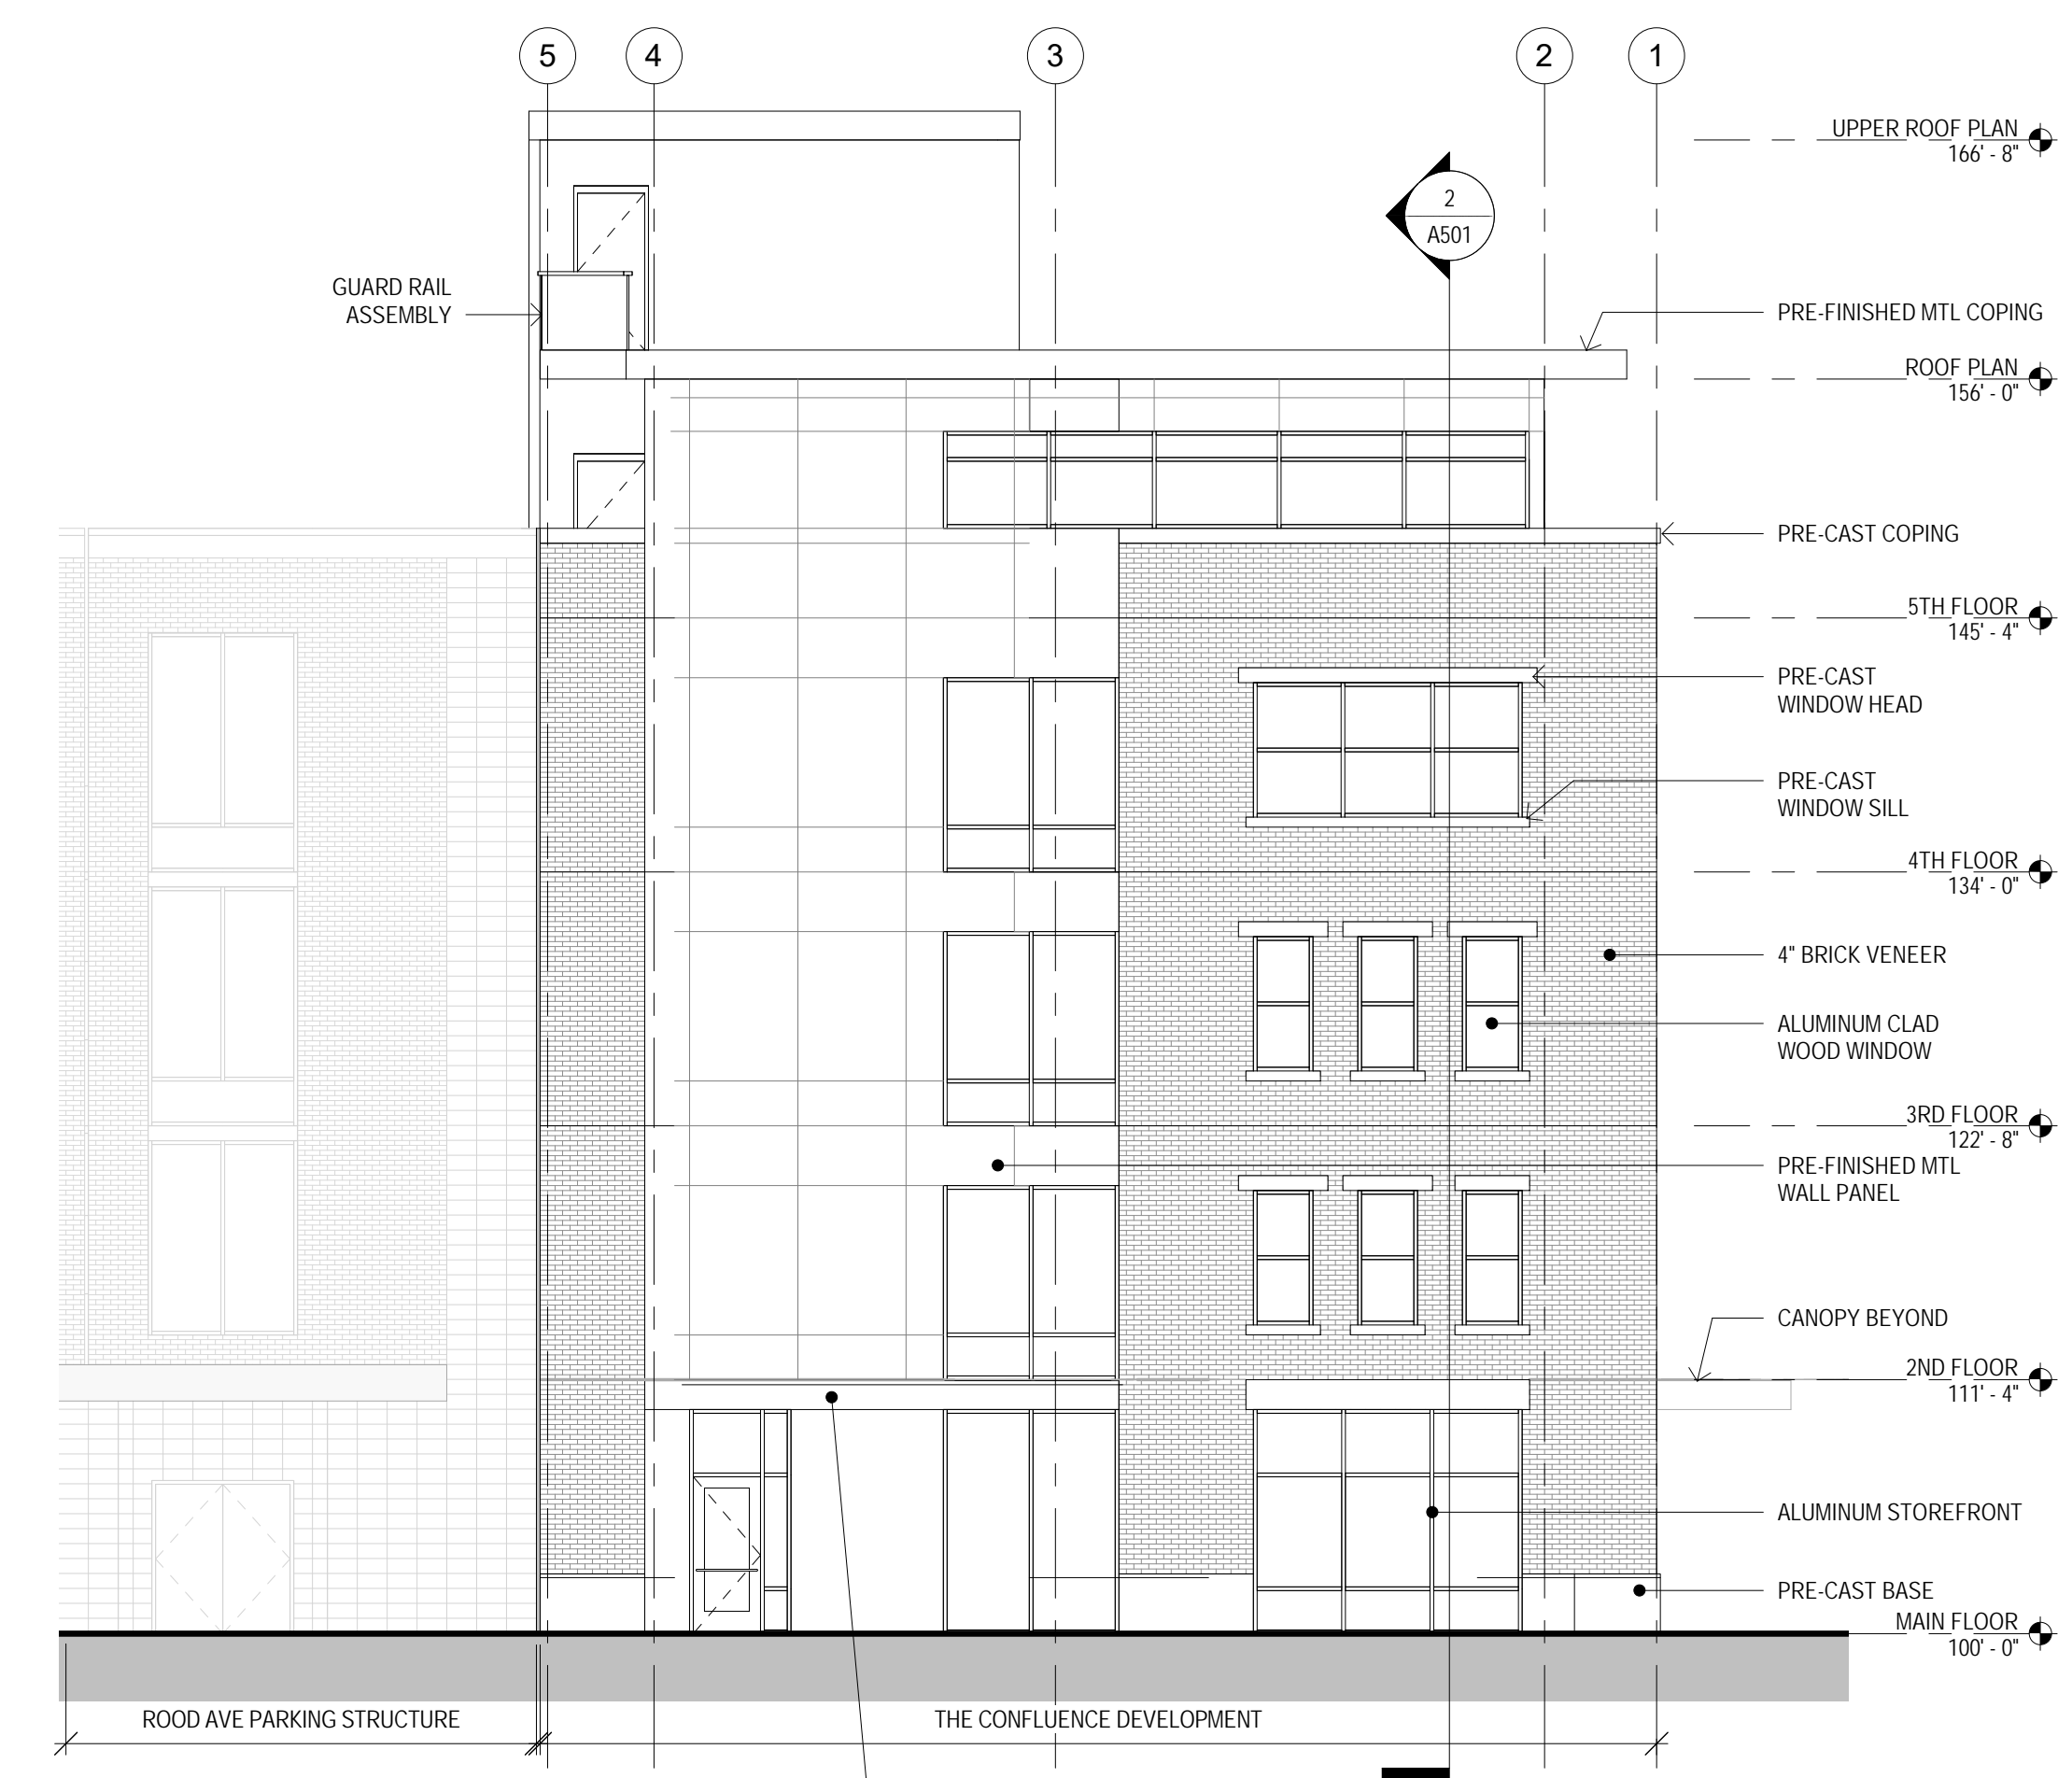 5
4
3
2
1
UPPER ROOF PLAN
166' - 8"
2
A501
GUARD RAIL
ASSEMBLY
PRE-FINISHED MTL COPING
ROOF PLAN
156' - 0"
PRE-CAST COPING
5TH FLOOR
145' - 4"
PRE-CAST
WINDOW HEAD
PRE-CAST
WINDOW SILL
4TH FLOOR
134' - 0"
4" BRICK VENEER
ALUMINUM CLAD
WOOD WINDOW
3RD FLOOR
122' - 8"
PRE-FINISHED MTL
WALL PANEL
CANOPY BEYOND
2ND FLOOR
111' - 4"
ALUMINUM STOREFRONT
PRE-CAST BASE
MAIN FLOOR
100' - 0"
ROOD AVE PARKING STRUCTURE
THE CONFLUENCE DEVELOPMENT